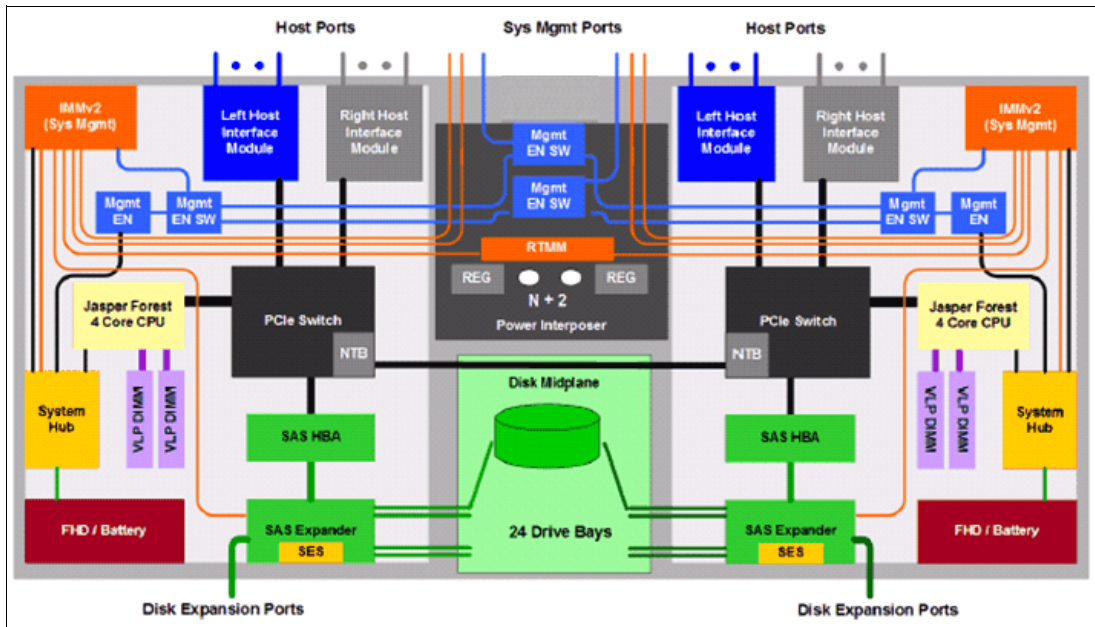 Host Ports
Sys Mgmt Ports
Host Ports
IMMv2
(Sys Mgmt)
Left Host
Interface
Module
Right Host
Interface
Module
Mgmt
EN SW
Mgmt
EN SW
Left Host
Interface
Module
Right Host
Interface
Module
IMMv2
(Sys Mgmt)
Mgmt
EN
Mgmt
EN SW
Mgmt
EN SW
Mgmt
EN
RTMM
REG
REG
N + 2
Power Interposer
Jasper Forest
4 Core CPU
PCIe Switch
NTB
PCIe Switch
NTB
Jasper Forest
4 Core CPU
System
Hub
VLP DIMM
VLP DIMM
Disk Midplane
VLP DIMM
VLP DIMM
System
Hub
SAS HBA
SAS HBA
FHD / Battery
SAS Expander
SES
24 Drive Bays
SAS Expander
SES
FHD / Battery
Disk Expansion Ports
Disk Expansion Ports